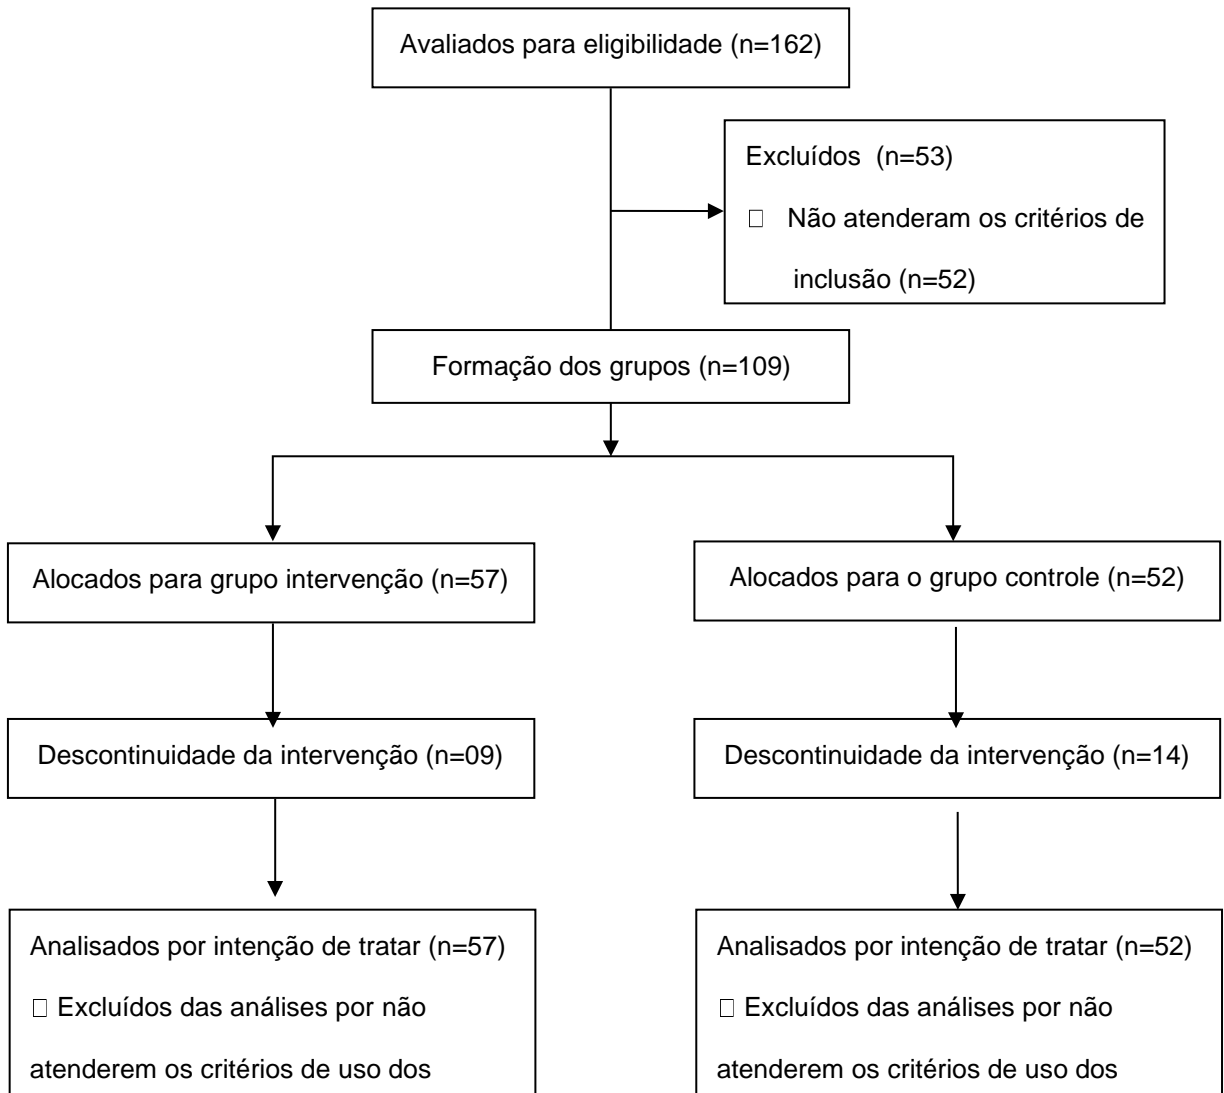 Avaliados para eligibilidade (n=162)
Excluídos (n=53)
□ Não atenderam os critérios de
inclusão (n=52)
Formação dos grupos (n=109)
Alocados para grupo intervenção (n=57)
Alocados para o grupo controle (n=52)
Descontinuidade da intervenção (n=09)
Descontinuidade da intervenção (n=14)
Analisados por intenção de tratar (n=57)
□ Excluídos das análises por não
atenderem os critérios de uso dos
Analisados por intenção de tratar (n=52)
□ Excluídos das análises por não
atenderem os critérios de uso dos